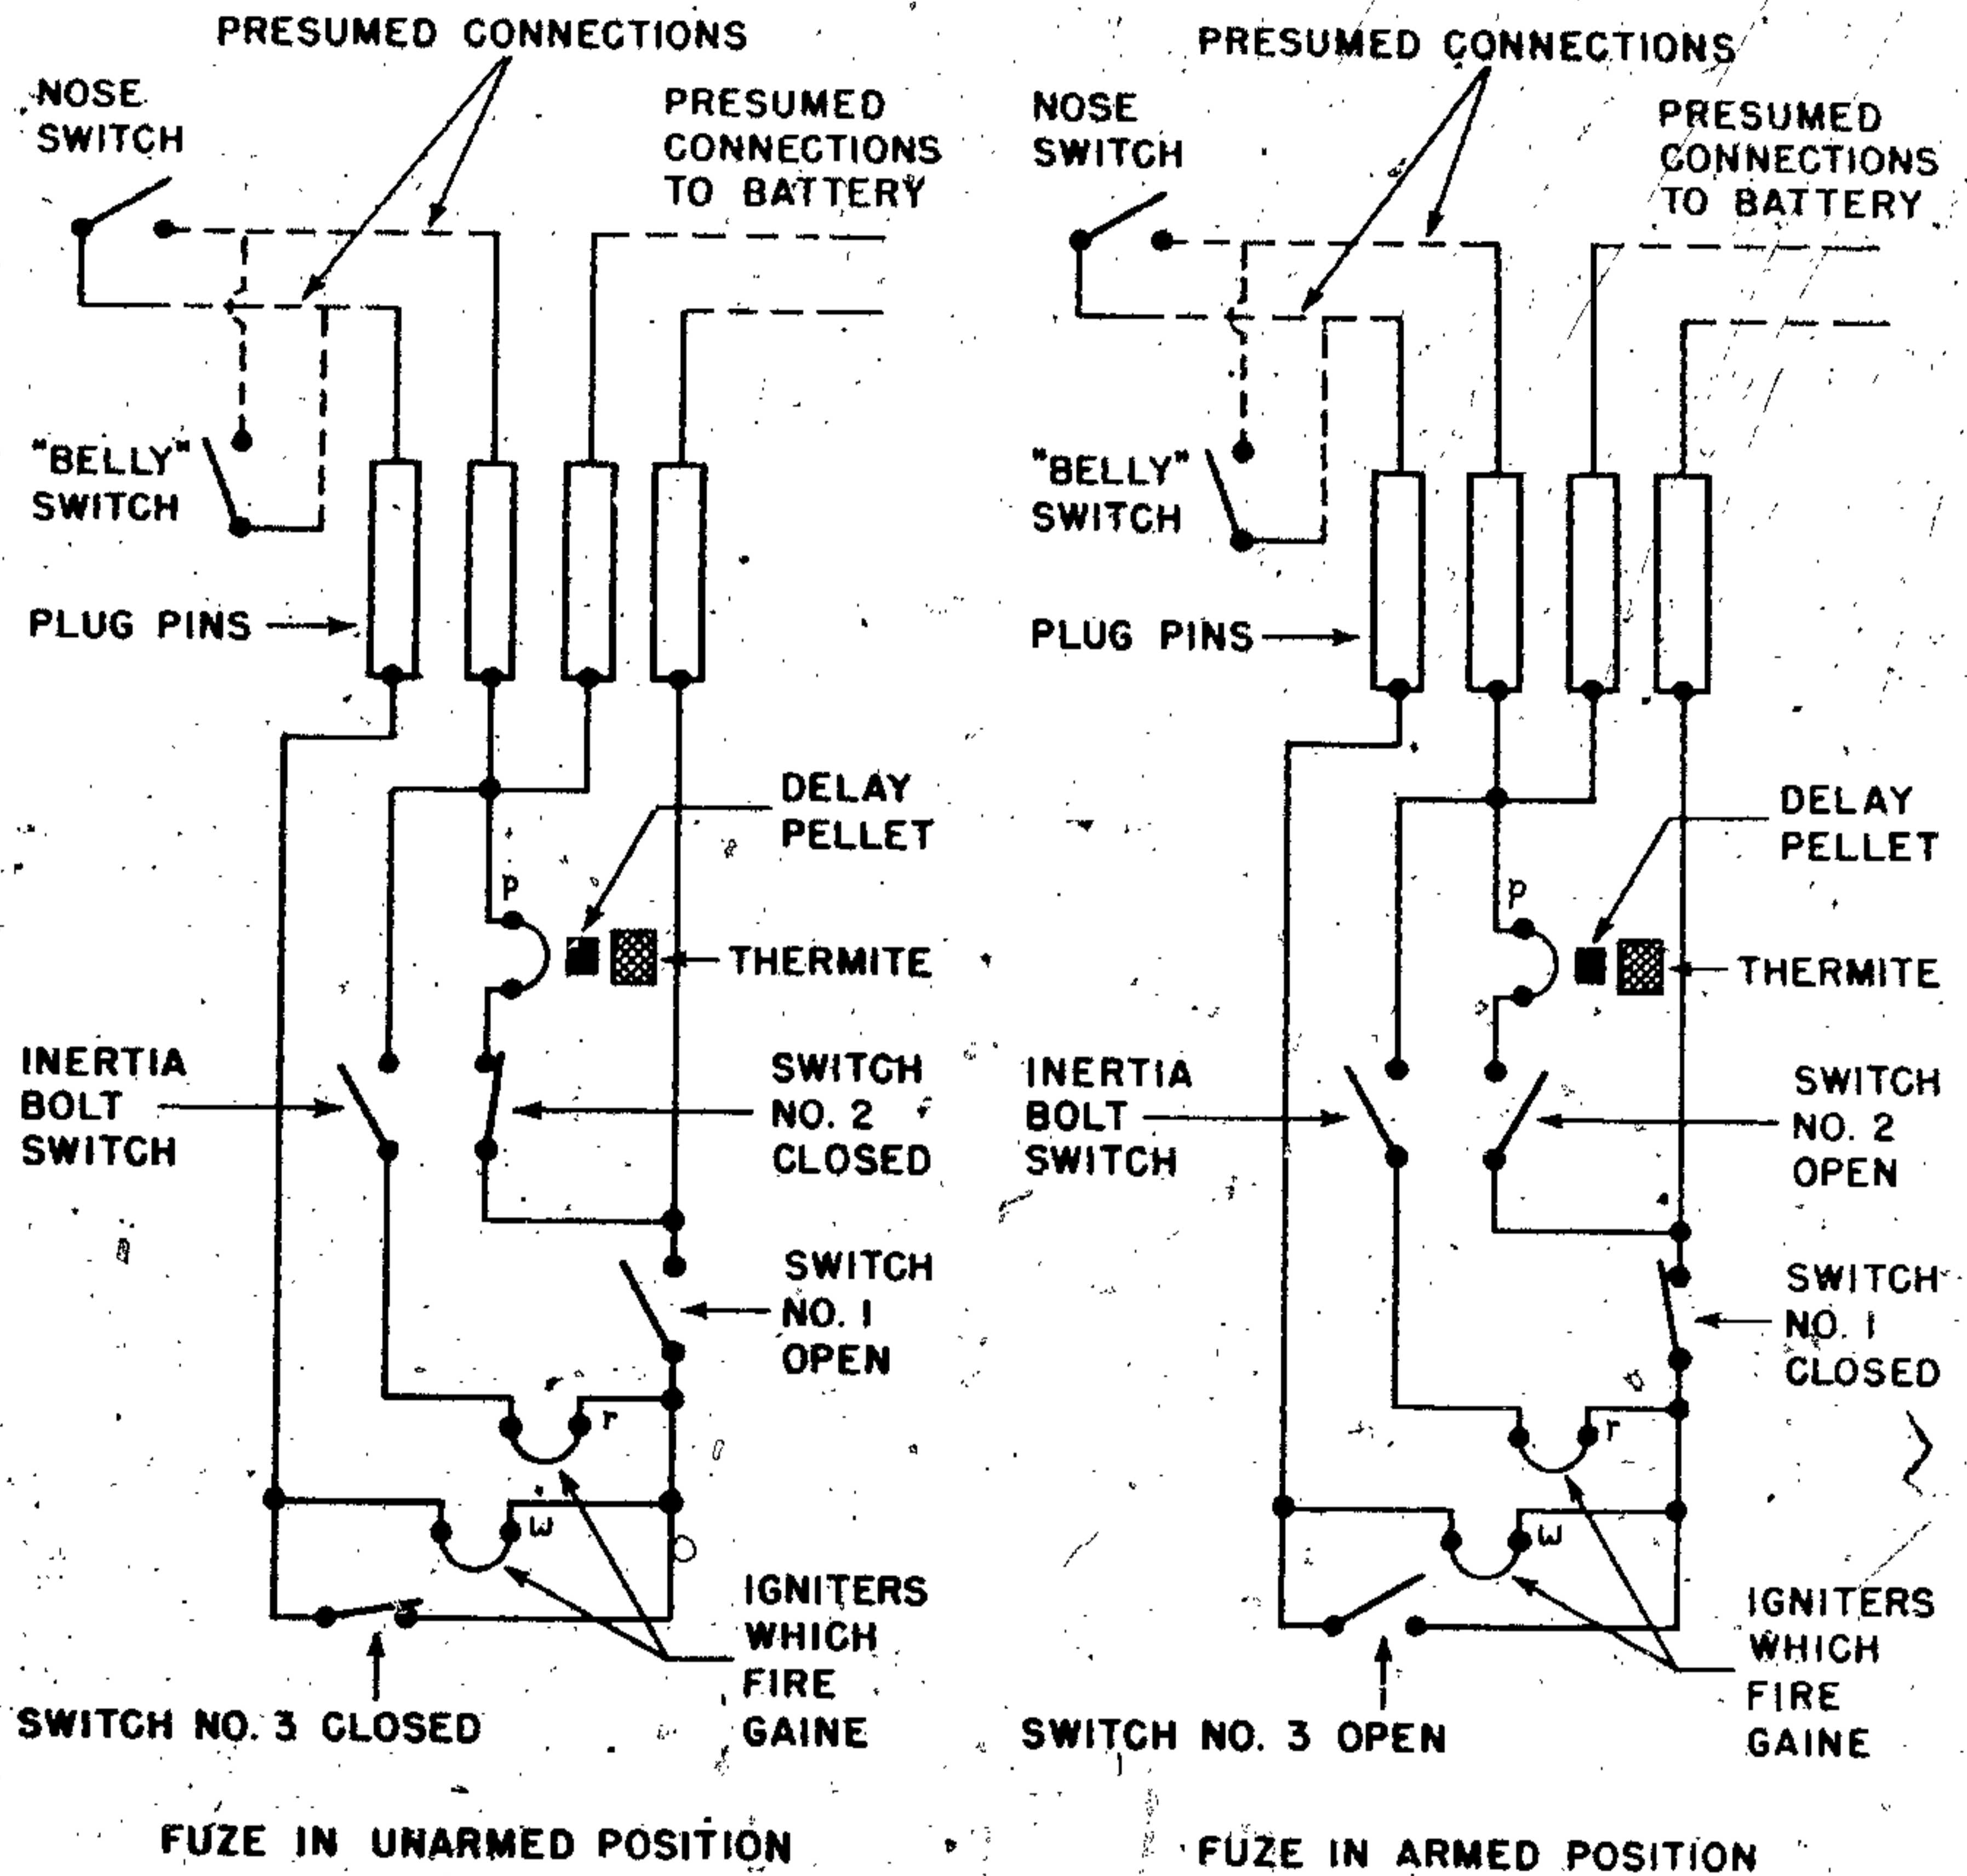 PRESUMED CONNECTIONS
NOSE
SWITCH
PRESUMED
CONNECTIONS
TO BATTERY
"BELLY"
SWITCH
PLUG PINS
DELAY
PELLET
p
THERMITE
INERTIA
BOLT
SWITCH
SWITCH
NO. 2
CLOSED
SWITCH
NO. 1
OPEN
r
w
IGNITERS
WHICH
FIRE
GAINE
SWITCH NO. 3 CLOSED
FUZE IN UNARMED POSITION
PRESUMED CONNECTIONS
NOSE
SWITCH
PRESUMED
CONNECTIONS
TO BATTERY
"BELLY"
SWITCH
PLUG PINS
DELAY
PELLET
p
THERMITE
INERTIA
BOLT
SWITCH
SWITCH
NO. 2
OPEN
SWITCH
NO. 1
CLOSED
r
w
IGNITERS
WHICH
FIRE
GAINE
SWITCH NO. 3 OPEN
FUZE IN ARMED POSITION